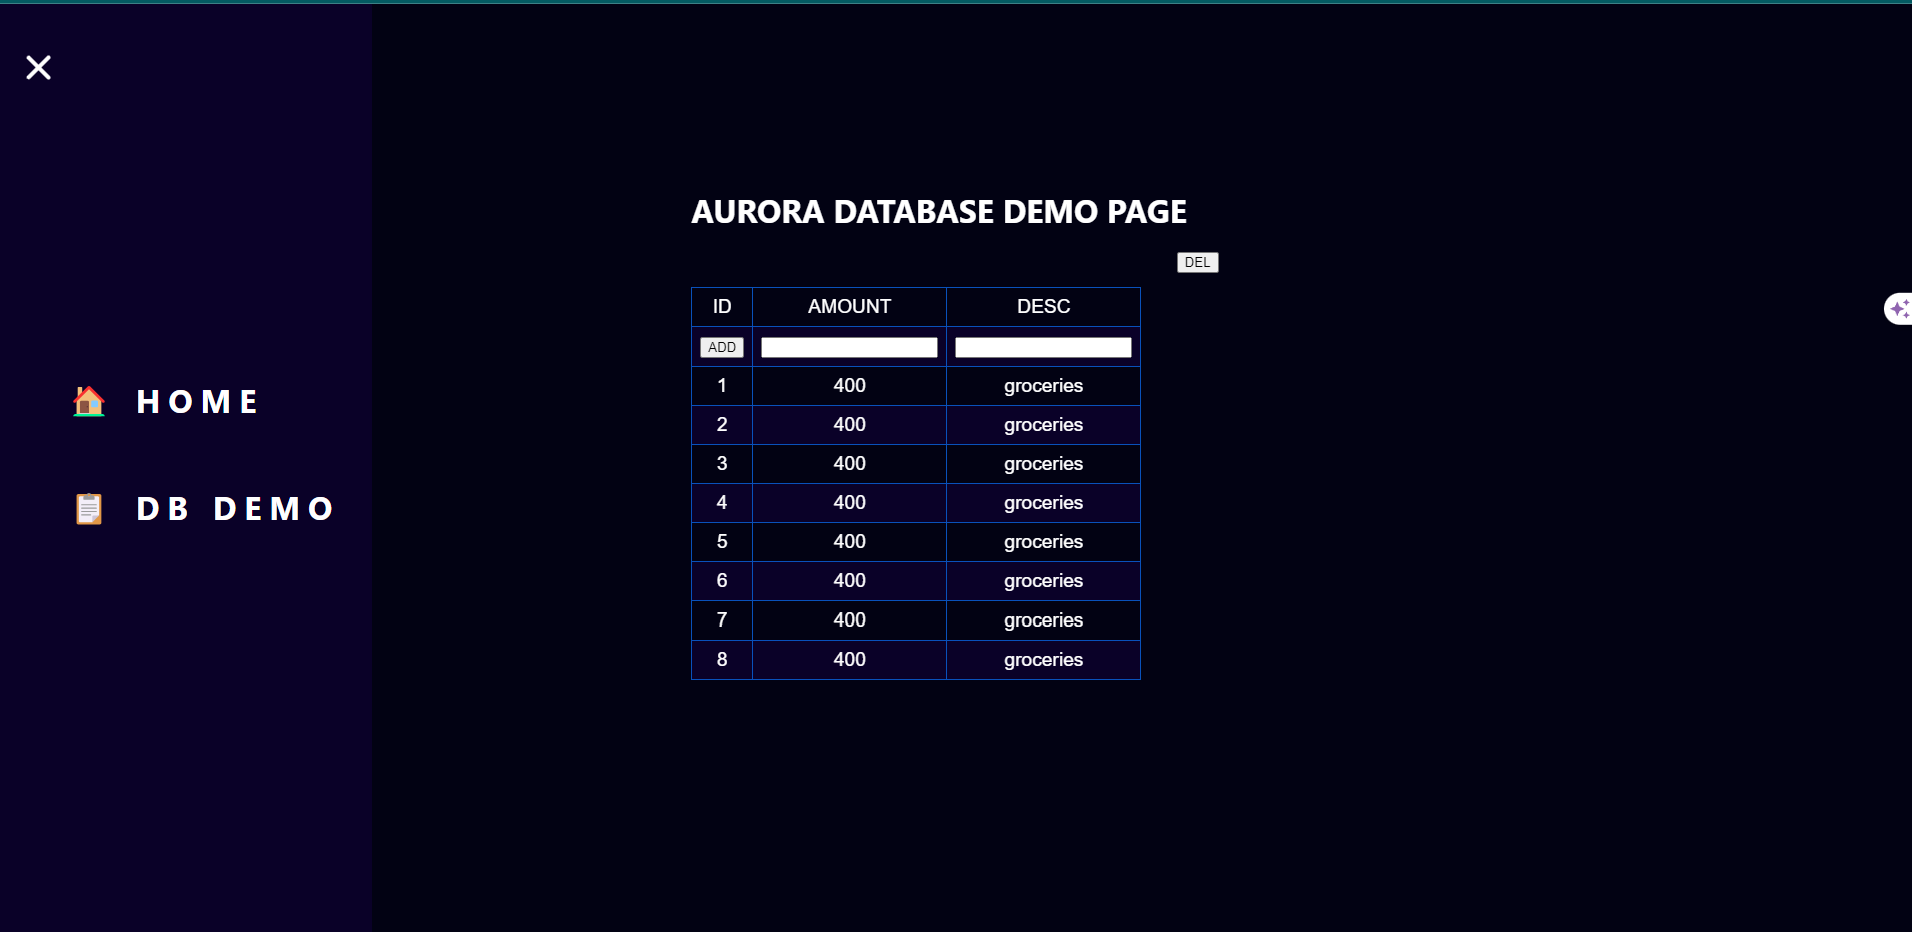 HOME
DB DEMO
AURORA DATABASE DEMO PAGE
DEL
ID AMOUNT DESC
ADD
1 400 groceries
2 400 groceries
3 400 groceries
4 400 groceries
5 400 groceries
6 400 groceries
7 400 groceries
8 400 groceries